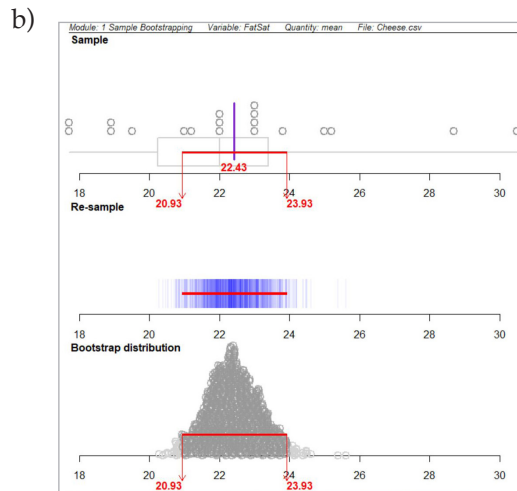 b)
Module: 1 Sample Bootstrapping Variable: FatSat Quantity: mean File: Cheese.csv
Sample
22.43
18 20 22 24 26 28 30
20.93 23.93
Re-sample
18 20 22 24 26 28 30
Bootstrap distribution
18 20 22 24 26 28 30
20.93 23.93